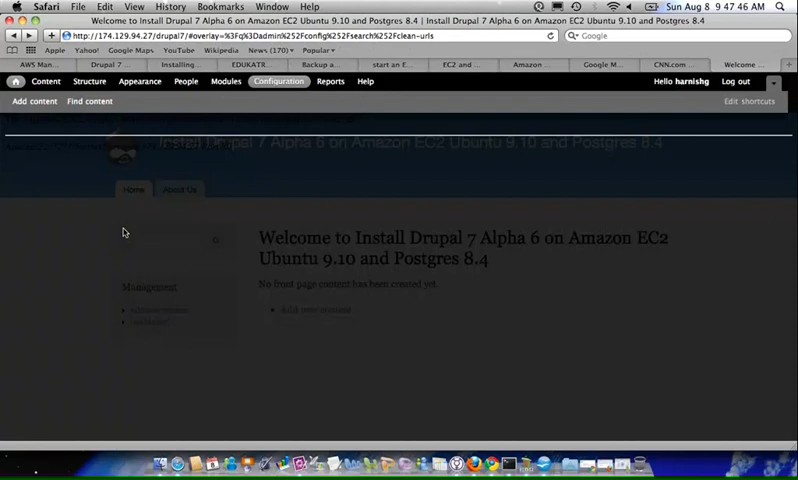 Safari File Edit View History Bookmarks Window Help Sun Aug 8 9:47:46 AM
Welcome to Install Drupal 7 Alpha 6 on Amazon EC2 Ubuntu 9.10 and Postgres 8.4 | Install Drupal 7 Alpha 6 on Amazon EC2 Ubuntu 9.10 and Postgres 8.4
http://174.129.94.27/drupal7/#overlay=%3Fq%3Dadmin%252Fconfig%252Fsearch%252Fclean-urls Google
Apple Yahoo! Google Maps YouTube Wikipedia News (170) Popular
AWS Man... Drupal 7 ... Installing... EDUKATR... Backup a... start an E... EC2 and ... Amazon ... Google M... CNN.com ... Welcome ...
Content Structure Appearance People Modules Configuration Reports Help Hello harnishg Log out
Add content Find content Edit shortcuts
Install Drupal 7 Alpha 6 on Amazon EC2 Ubuntu 9.10 and Postgres 8.4
Home About Us
Welcome to Install Drupal 7 Alpha 6 on Amazon EC2
Ubuntu 9.10 and Postgres 8.4
No front page content has been created yet.
Management
Add new content